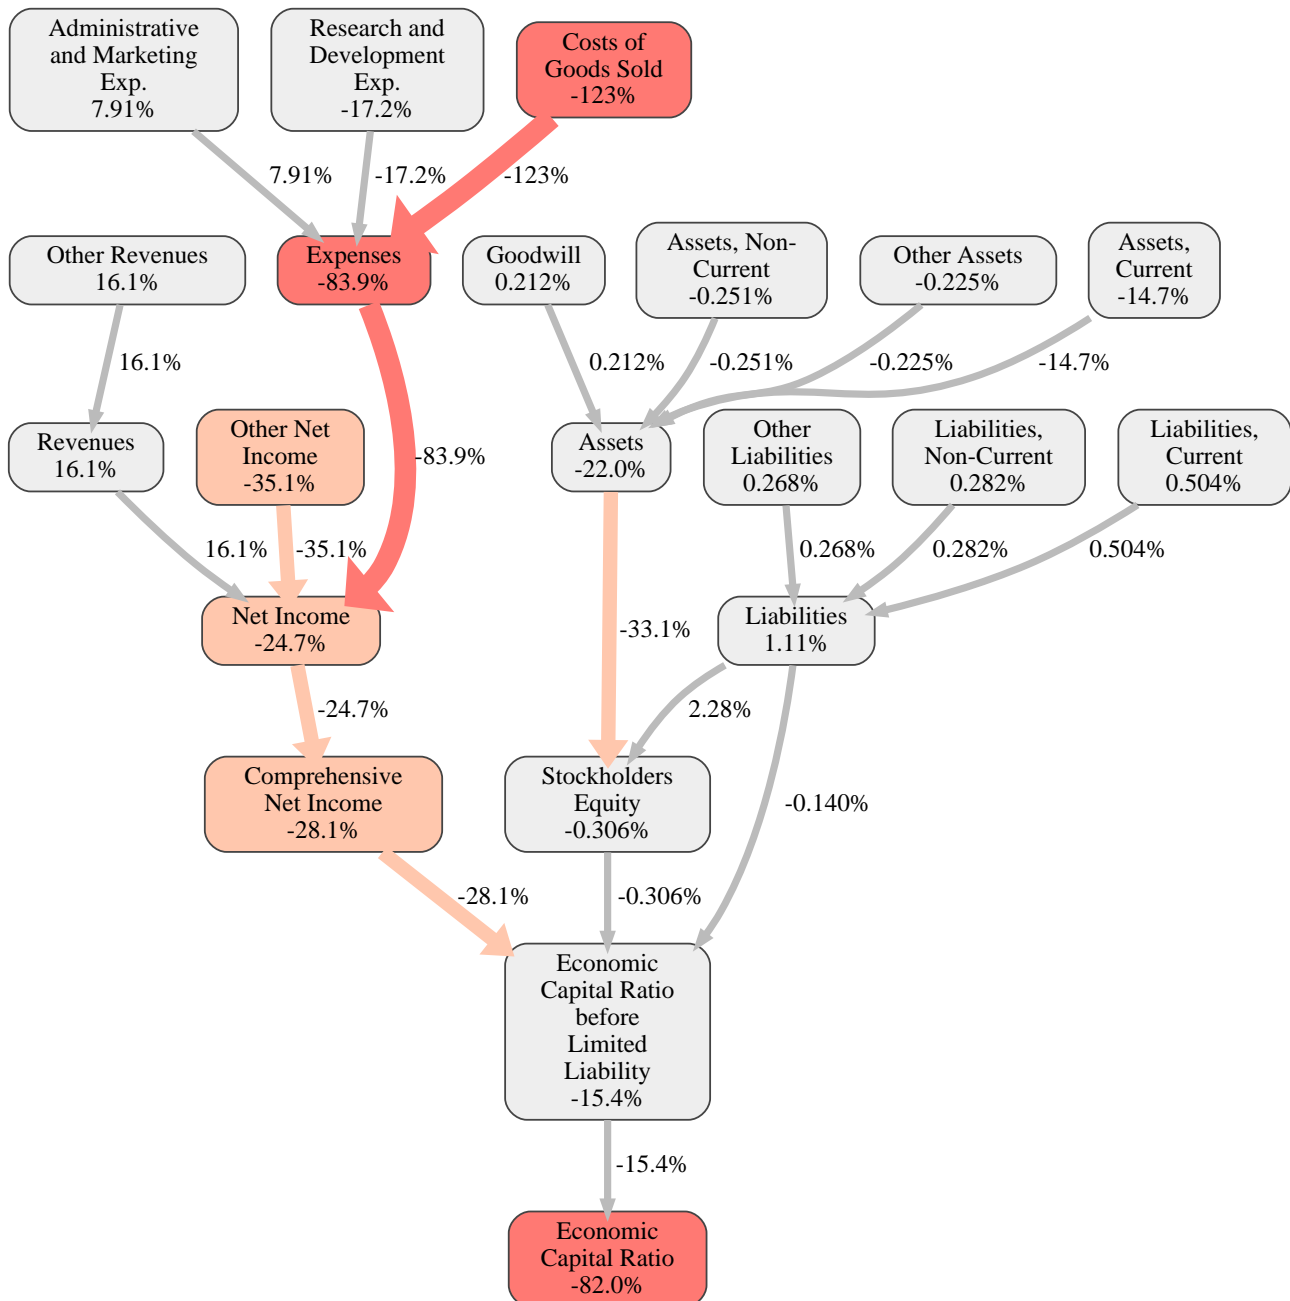 Administrative
and Marketing
Exp.
7.91%
Research and
Development
Exp.
-17.2%
Costs of
Goods Sold
-123%
7.91%
-17.2%
-123%
Other Revenues
16.1%
Expenses
-83.9%
Goodwill
0.212%
Assets, Non-
Current
-0.251%
Other Assets
-0.225%
Assets,
Current
-14.7%
16.1%
0.212%
-0.251%
-0.225%
-14.7%
Revenues
16.1%
Other Net
Income
-35.1%
-83.9%
Assets
-22.0%
Other
Liabilities
0.268%
Liabilities,
Non-Current
0.282%
Liabilities,
Current
0.504%
16.1%
-35.1%
0.268%
0.282%
0.504%
Net Income
-24.7%
-33.1%
Liabilities
1.11%
-24.7%
2.28%
Comprehensive
Net Income
-28.1%
Stockholders
Equity
-0.306%
-0.140%
-28.1%
-0.306%
Economic
Capital Ratio
before
Limited
Liability
-15.4%
-15.4%
Economic
Capital Ratio
-82.0%